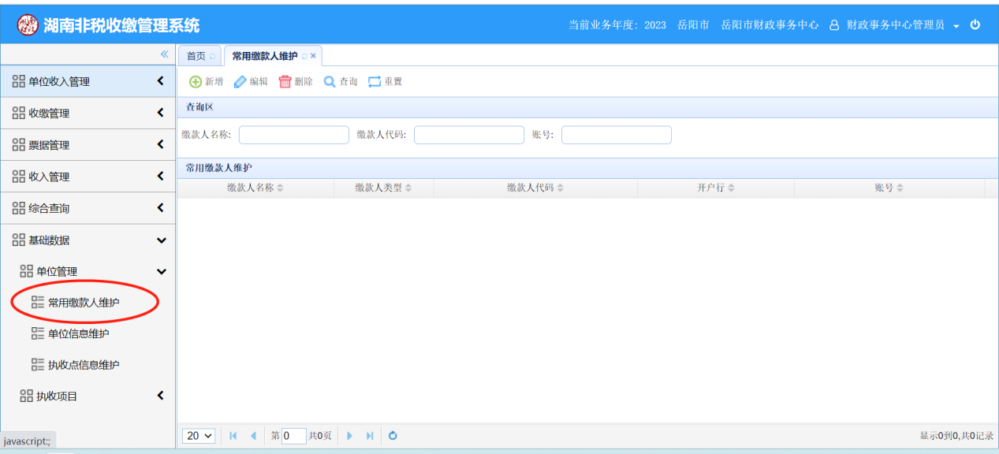 湖南非税收缴管理系统
当前业务年度: 2023 岳阳市 岳阳市财政事务中心 财政事务中心管理员
首页 常用缴款人维护
新增 编辑 删除 查询 重置
查询区
缴款人名称: 缴款人代码: 账号:
常用缴款人维护
缴款人名称 缴款人类型 缴款人代码 开户行 账号
单位收入管理
收缴管理
票据管理
收入管理
综合查询
基础数据
单位管理
常用缴款人维护
单位信息维护
执收点信息维护
执收项目
20 第 0 共0页 显示0到0,共0记录
javascript:;